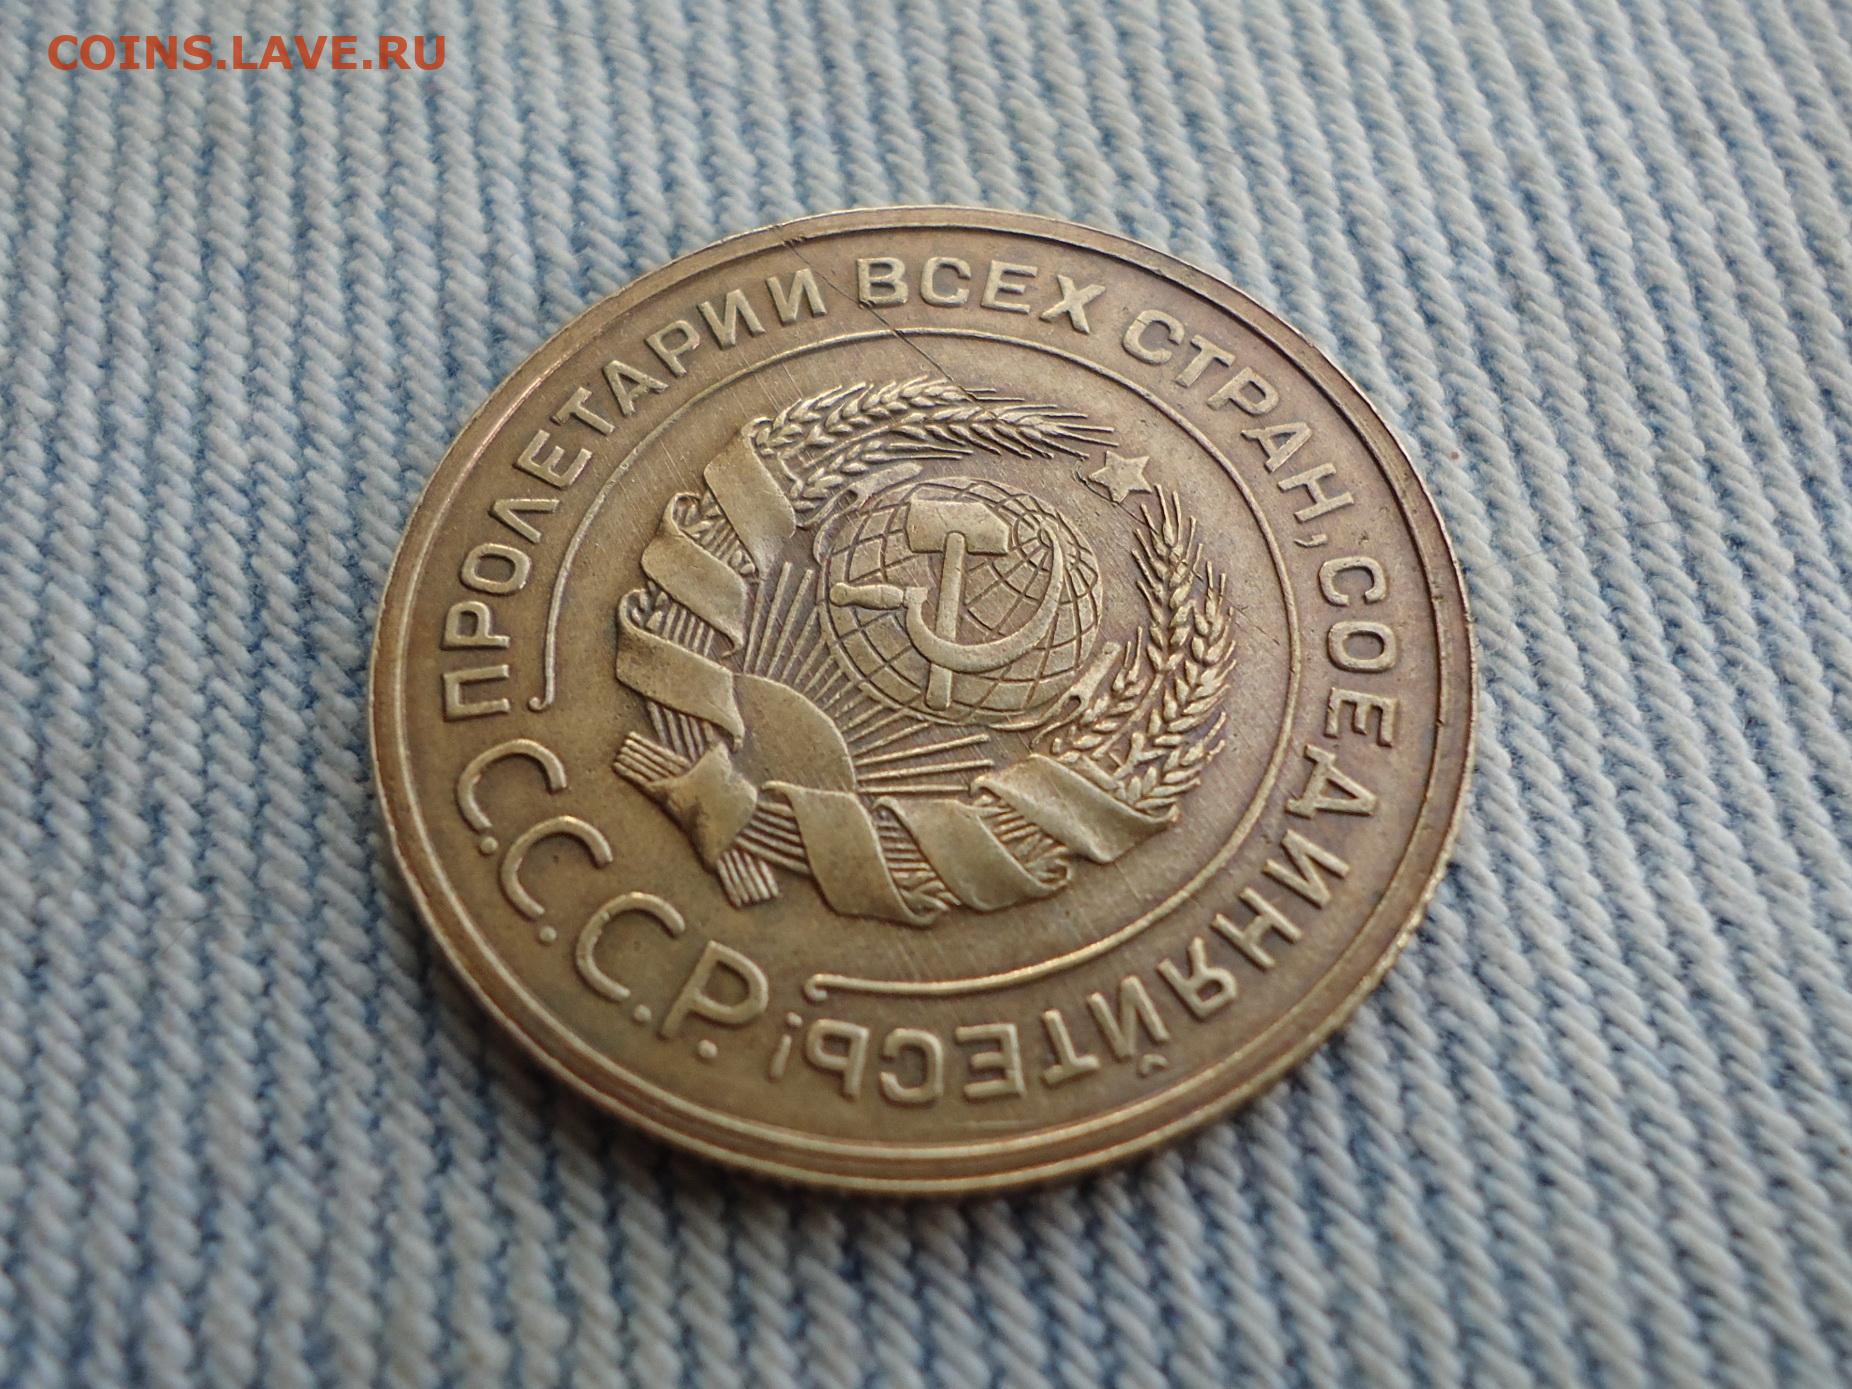 COINS.LAVE.RU
ПРОЛЕТАРИИ ВСЕХ СТРАН, СОЕДИНЯЙТЕСЬ!
С.С.С.Р.